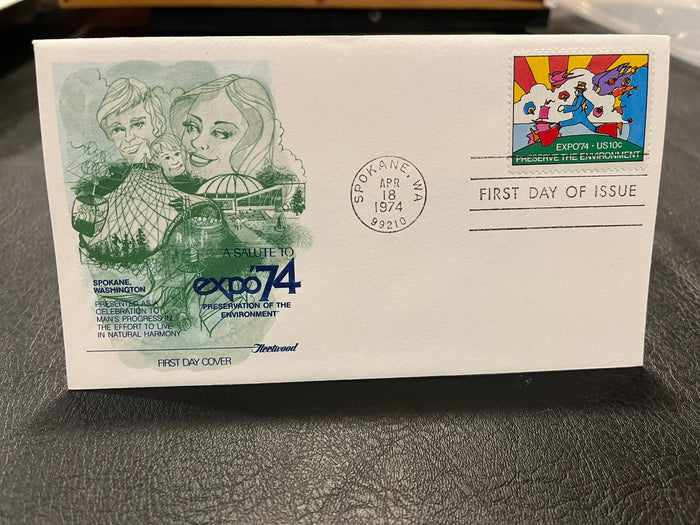 EXPO'74 • US10¢
PRESERVE THE ENVIRONMENT
SPOKANE, WA
APR
18
1974
99210
FIRST DAY OF ISSUE
A SALUTE TO
expo'74
PRESERVATION OF THE
ENVIRONMENT
SPOKANE,
WASHINGTON
PRESENTED AS A
CELEBRATION TO
MAN'S PROGRESS IN
THE EFFORT TO LIVE
IN NATURAL HARMONY
Fleetwood
FIRST DAY COVER